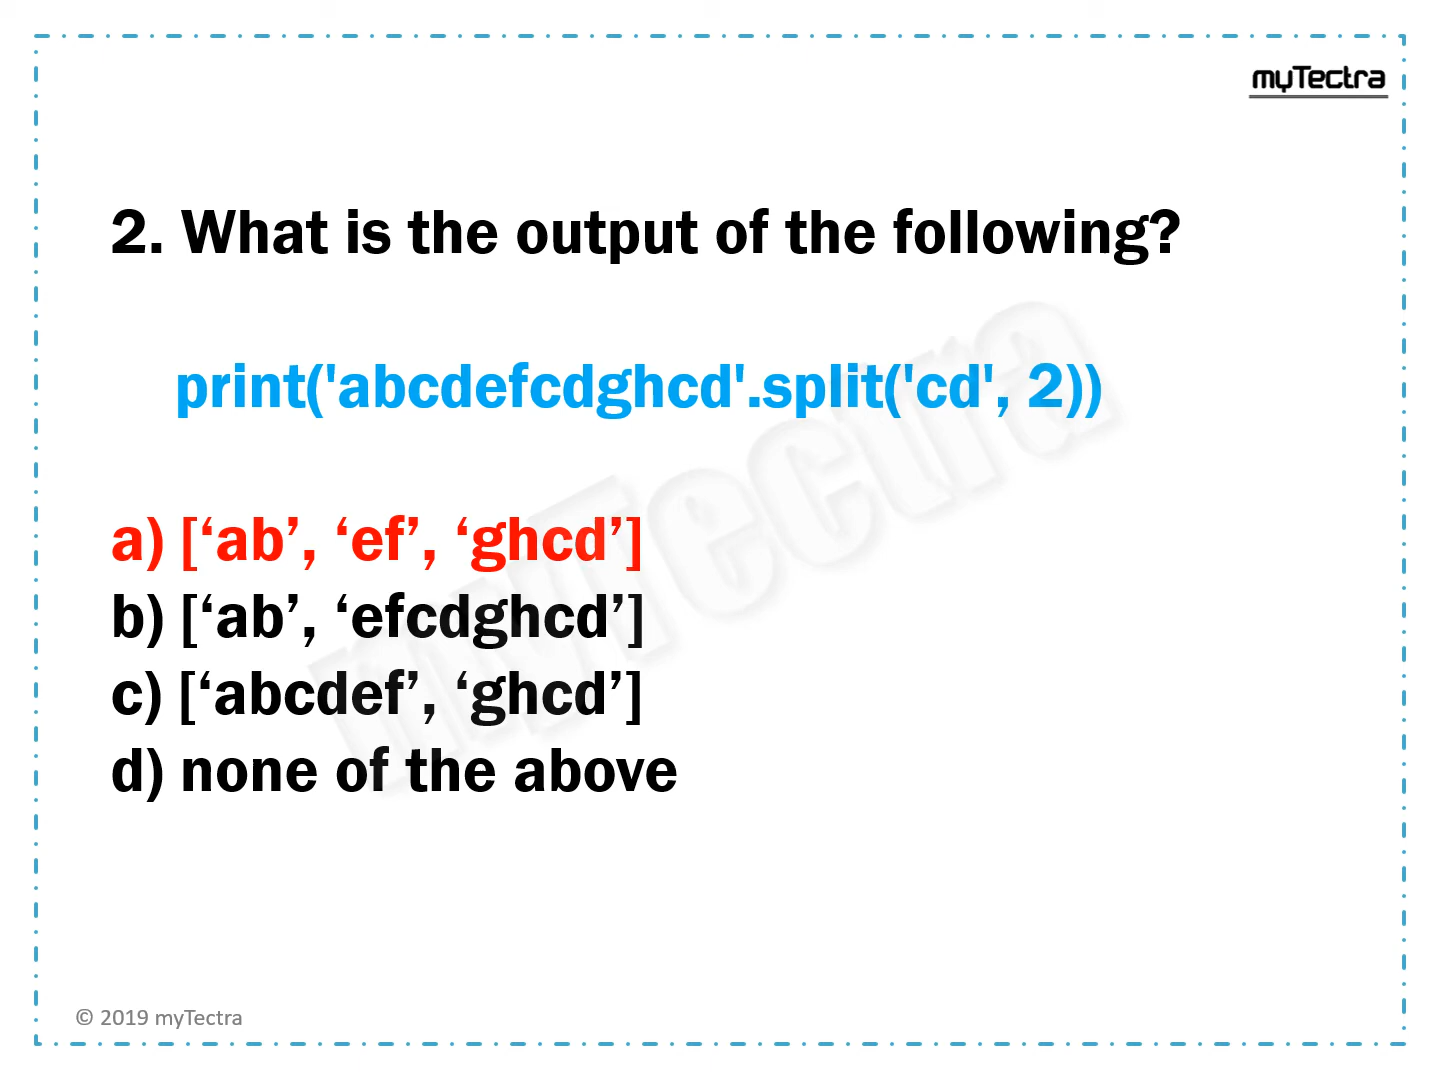 myTectra
2. What is the output of the following?
print('abcdefcdghcd'.split('cd', 2))
a) [‘ab’, ‘ef’, ‘ghcd’]
b) [‘ab’, ‘efcdghcd’]
c) [‘abcdef’, ‘ghcd’]
d) none of the above
myTectra
© 2019 myTectra